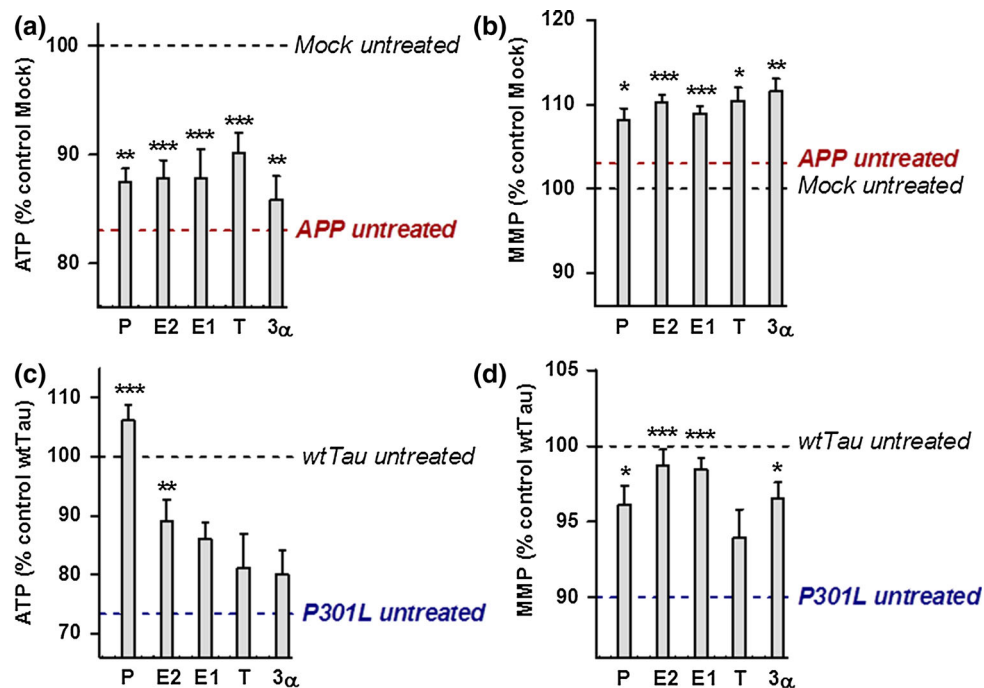 (a)
ATP (% control Mock)
100
90
80
Mock untreated
** *** *** *** **
APP untreated
P E2 E1 T 3α
(b)
MMP (% control Mock)
120
110
100
90
* *** *** * **
APP untreated
Mock untreated
P E2 E1 T 3α
(c)
ATP (% control wtTau)
110
100
90
80
70
*** **
wtTau untreated
P301L untreated
P E2 E1 T 3α
(d)
MMP (% control wtTau)
105
100
95
90
* *** *** *
wtTau untreated
P301L untreated
P E2 E1 T 3α